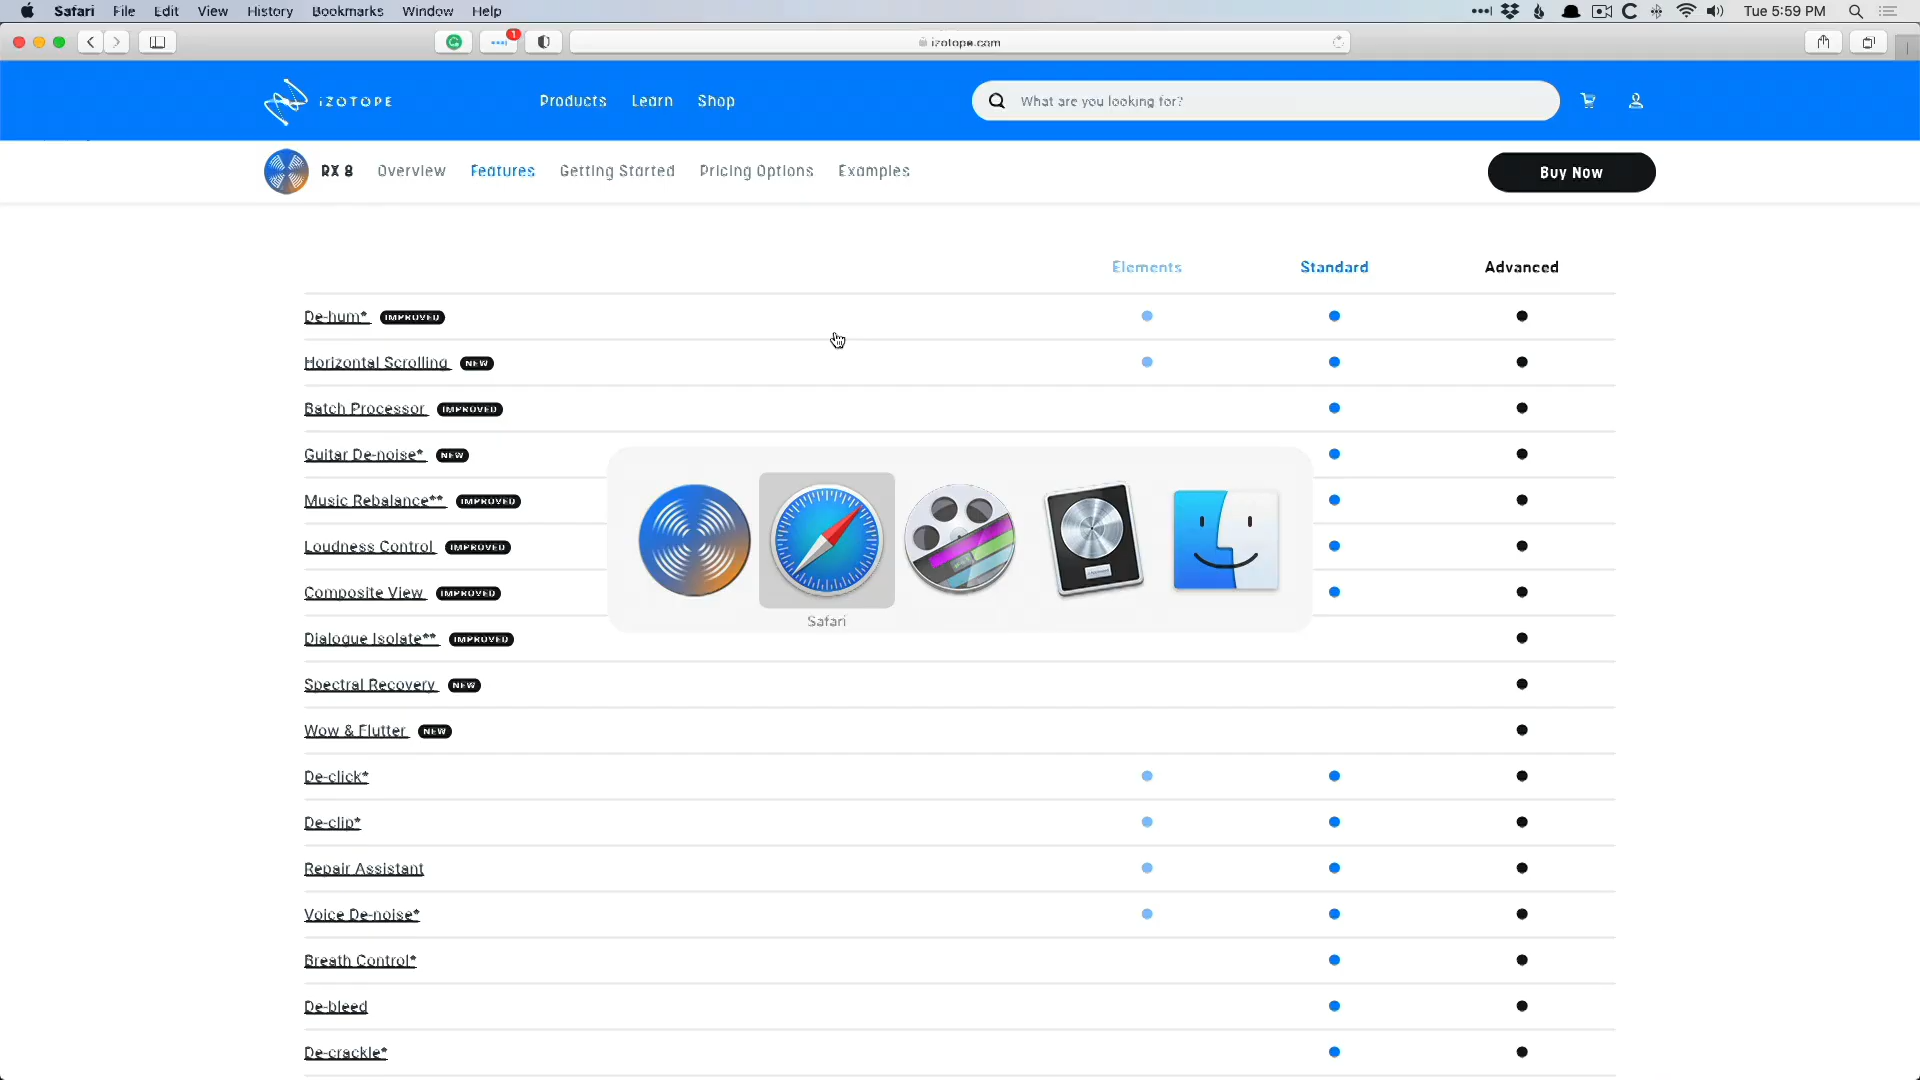 Safari File Edit View History Bookmarks Window Help Tue 5:59 PM
1 izotope.com
iZOTOPE Products Learn Shop What are you looking for?
RX 8 Overview Features Getting Started Pricing Options Examples Buy Now
Elements Standard Advanced
De-hum* IMPROVED
Horizontal Scrolling NEW
Batch Processor IMPROVED
Guitar De-noise* NEW
Music Rebalance** IMPROVED
Loudness Control IMPROVED
Composite View IMPROVED
Safari
Dialogue Isolate** IMPROVED
Spectral Recovery NEW
Wow & Flutter NEW
De-click*
De-clip*
Repair Assistant
Voice De-noise*
Breath Control*
De-bleed
De-crackle*